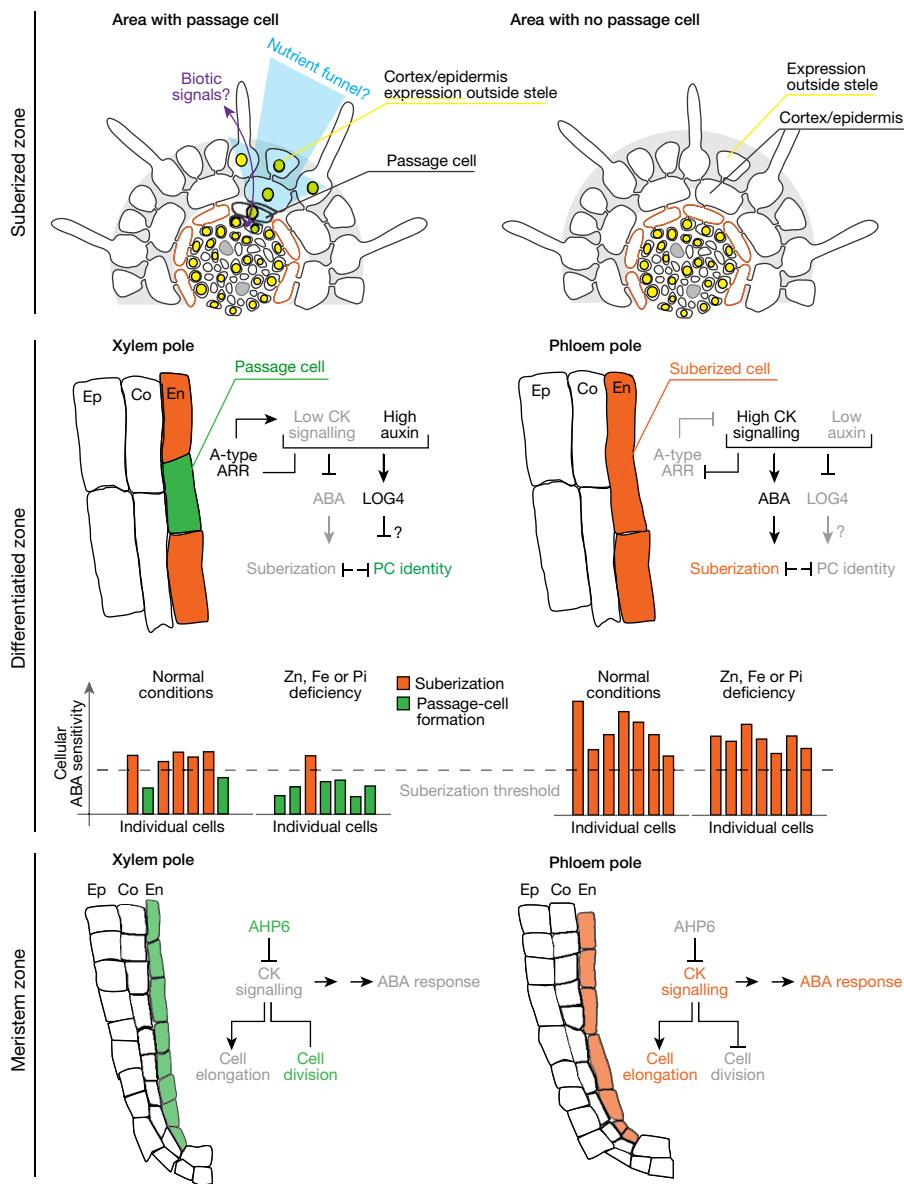 Area with passage cell
Area with no passage cell
Suberized zone
Biotic
signals?
Nutrient funnel?
Cortex/epidermis
expression outside stele
Passage cell
Expression
outside stele
Cortex/epidermis
Differentiatied zone
Xylem pole
Ep
Co
En
Passage cell
A-type
ARR
Low CK
signalling
High
auxin
ABA
LOG4
?
Suberization
PC identity
Phloem pole
Ep
Co
En
Suberized cell
A-type
ARR
High CK
signalling
Low
auxin
ABA
LOG4
?
Suberization
PC identity
Cellular
ABA sensitivity
Normal
conditions
Individual cells
Zn, Fe or Pi
deficiency
Individual cells
Suberization
Passage-cell
formation
Suberization threshold
Normal
conditions
Individual cells
Zn, Fe or Pi
deficiency
Individual cells
Meristem zone
Xylem pole
Ep
Co
En
AHP6
CK
signalling
ABA response
Cell
elongation
Cell
division
Phloem pole
Ep
Co
En
AHP6
CK
signalling
ABA response
Cell
elongation
Cell
division